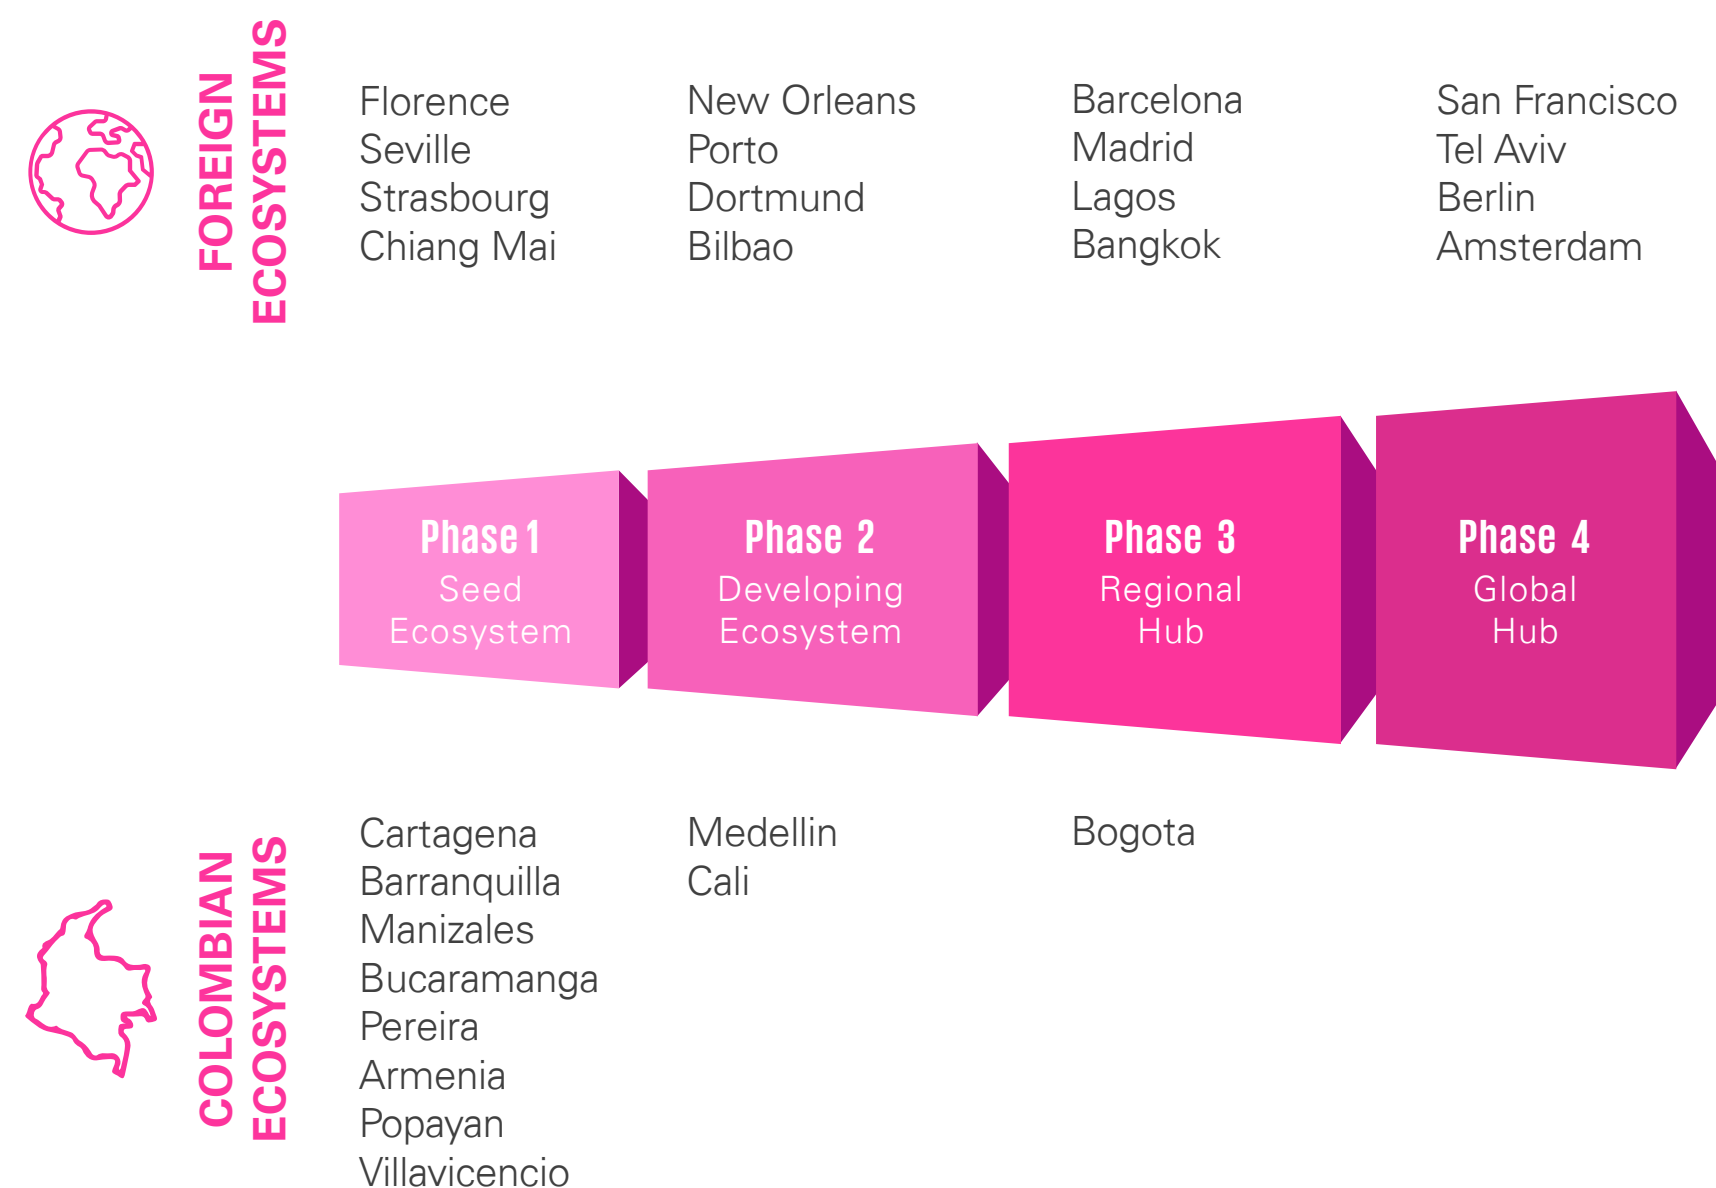 FOREIGN
ECOSYSTEMS
Florence
Seville
Strasbourg
Chiang Mai
New Orleans
Porto
Dortmund
Bilbao
Barcelona
Madrid
Lagos
Bangkok
San Francisco
Tel Aviv
Berlin
Amsterdam
Phase 1
Seed
Ecosystem
Phase 2
Developing
Ecosystem
Phase 3
Regional
Hub
Phase 4
Global
Hub
COLOMBIAN
ECOSYSTEMS
Cartagena
Barranquilla
Manizales
Bucaramanga
Pereira
Armenia
Popayan
Villavicencio
Medellin
Cali
Bogota